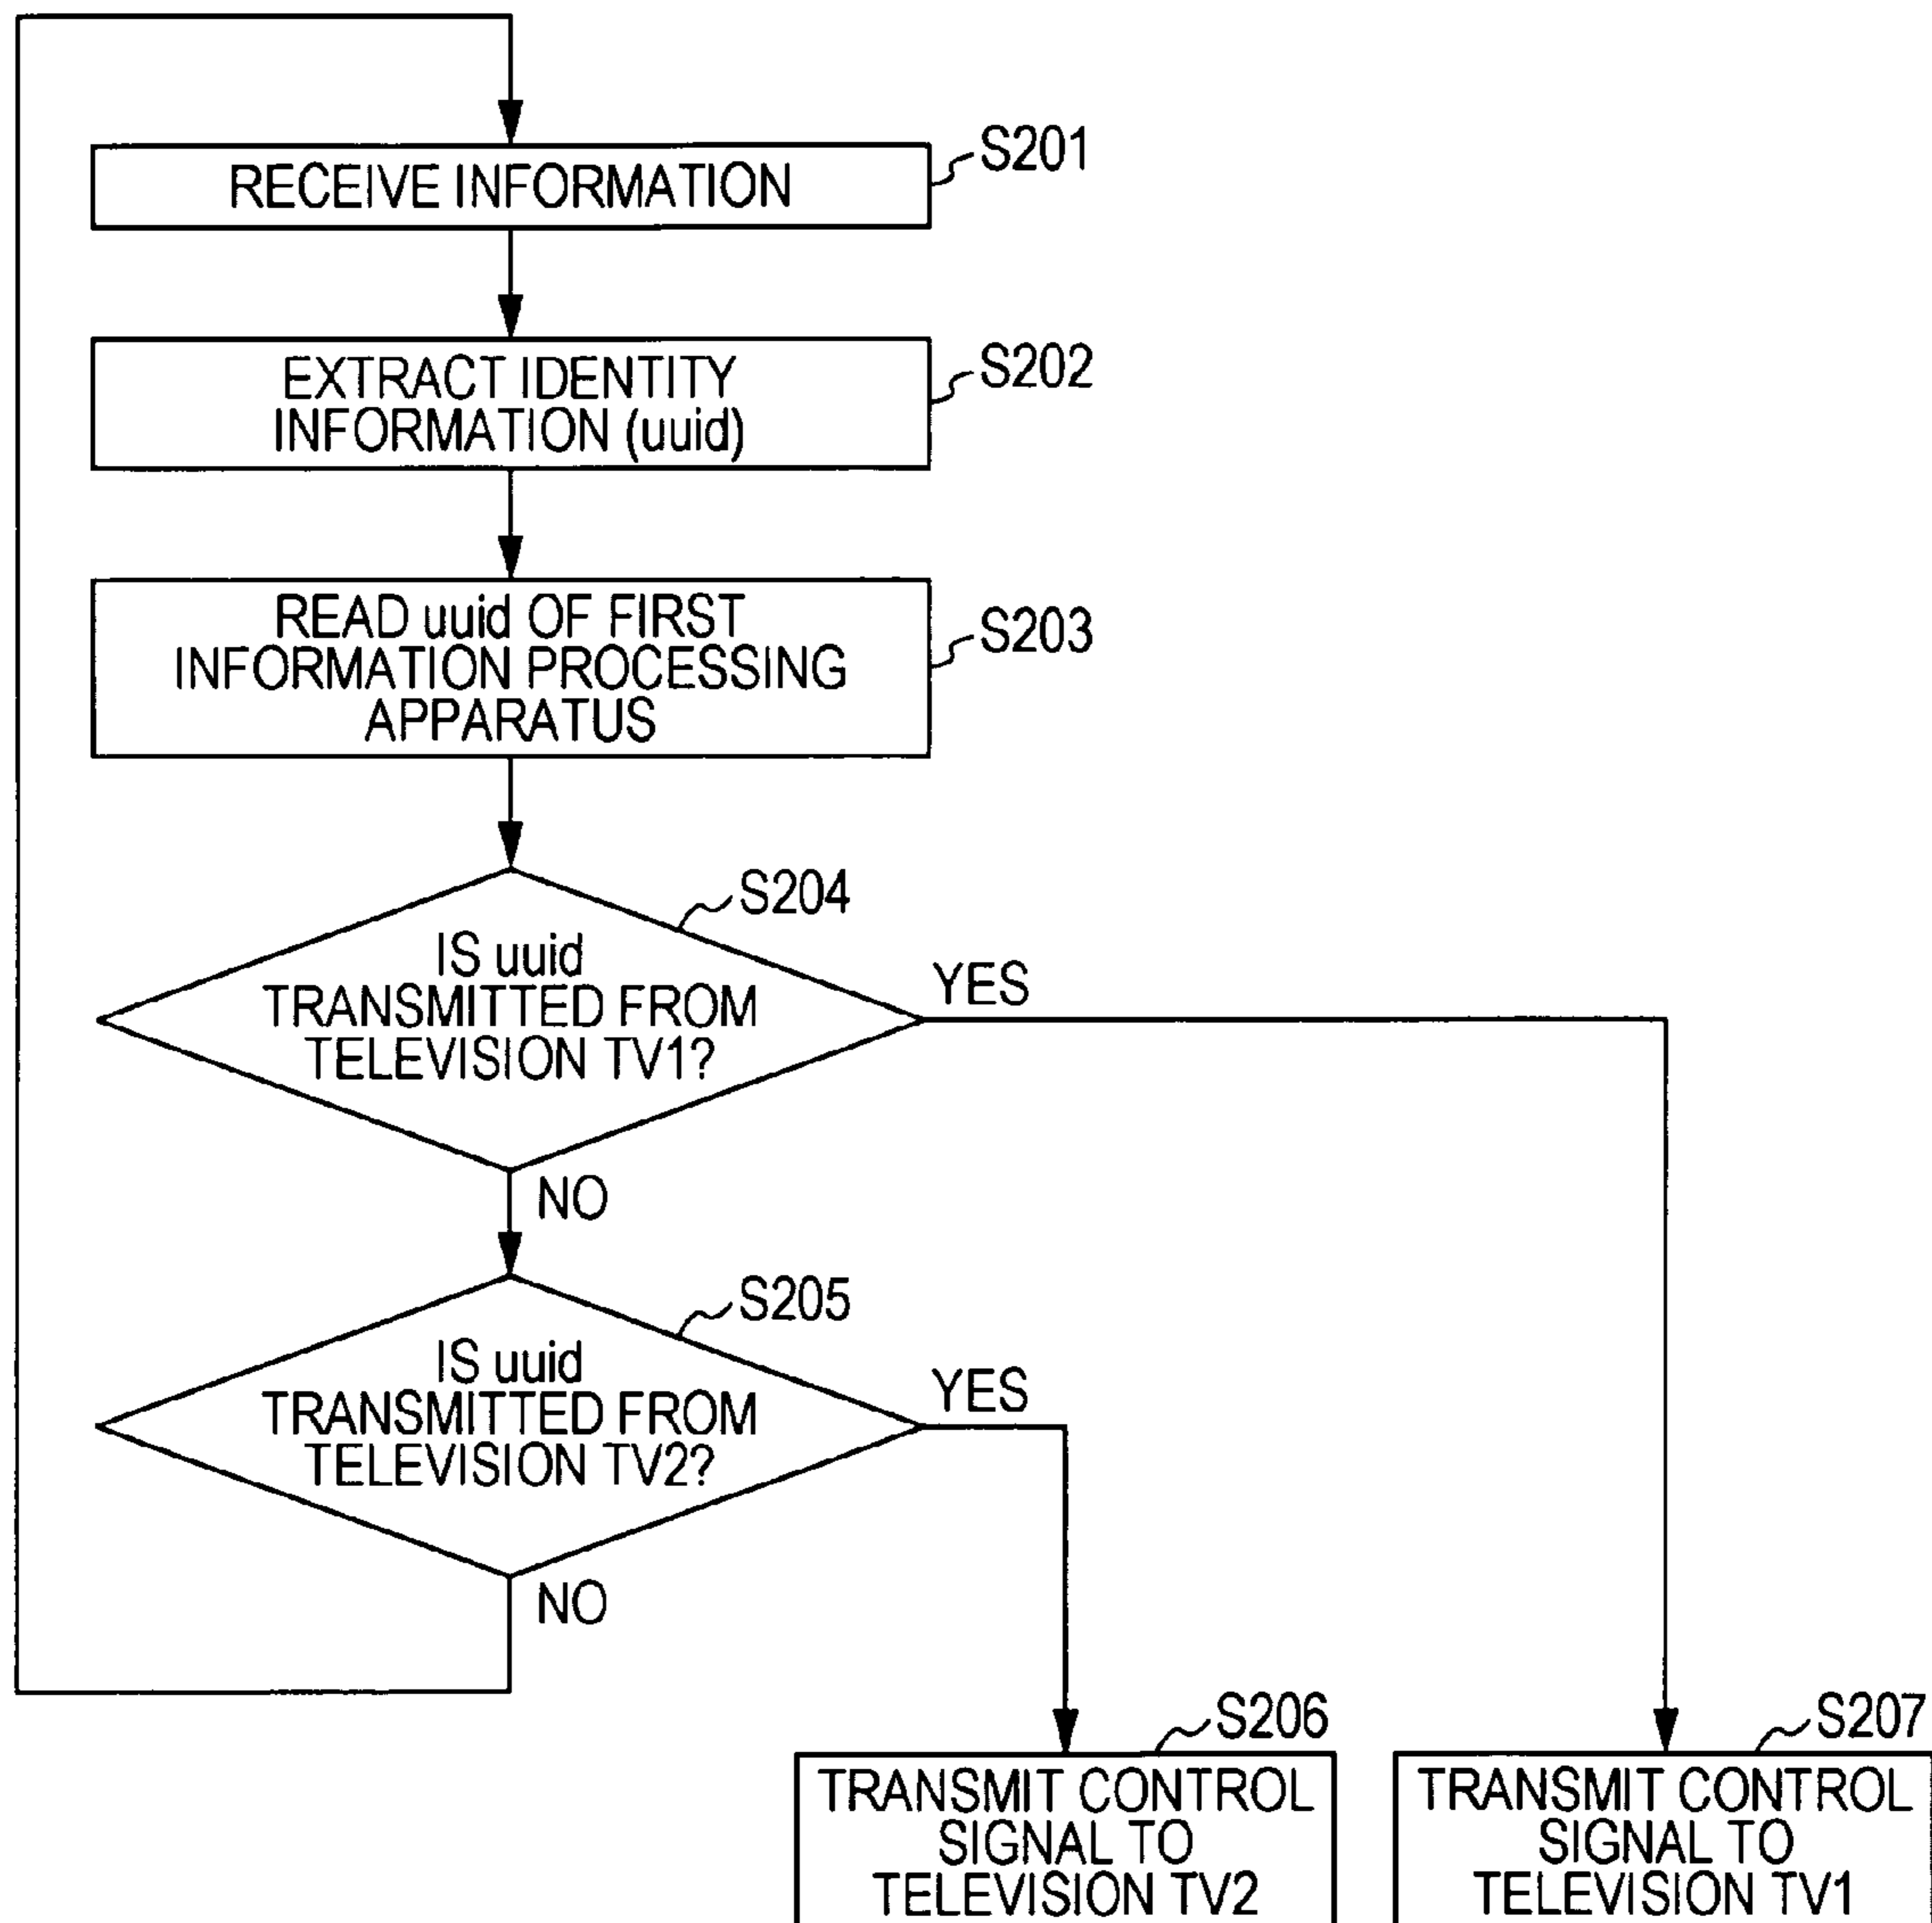 RECEIVE INFORMATION
S201
EXTRACT IDENTITY
INFORMATION (uuid)
S202
READ uuid OF FIRST
INFORMATION PROCESSING
APPARATUS
S203
S204
IS uuid
TRANSMITTED FROM
TELEVISION TV1?
YES
NO
S205
IS uuid
TRANSMITTED FROM
TELEVISION TV2?
YES
NO
S206
TRANSMIT CONTROL
SIGNAL TO
TELEVISION TV2
S207
TRANSMIT CONTROL
SIGNAL TO
TELEVISION TV1